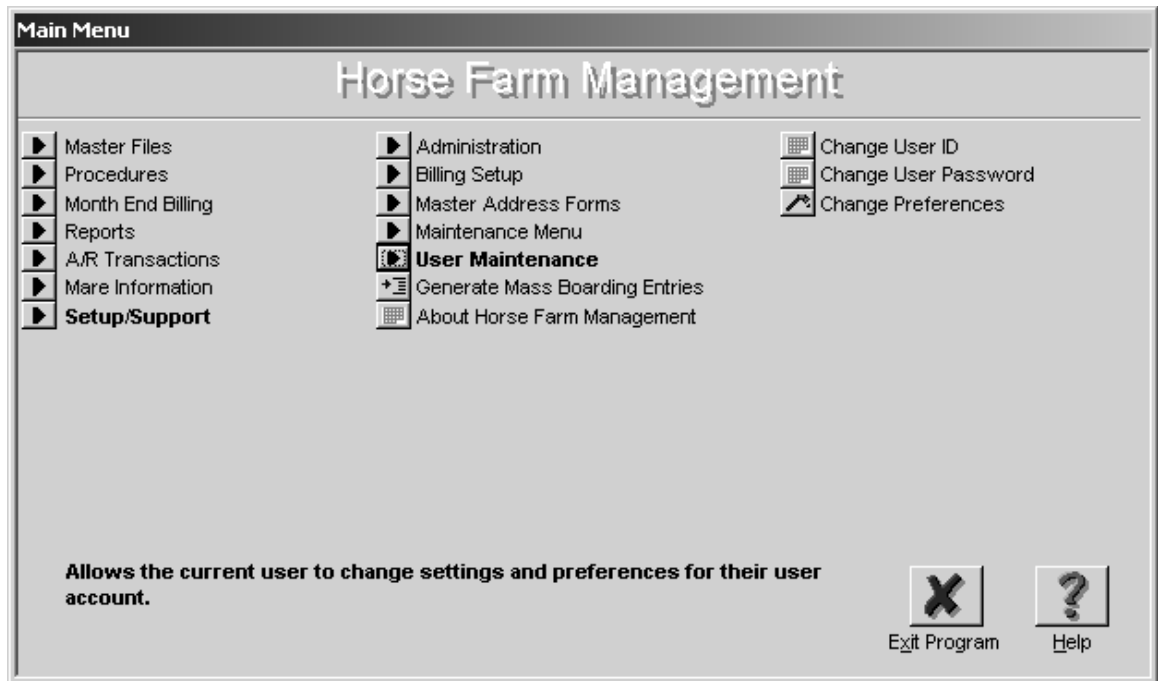 Main Menu
Horse Farm Management
Master Files
Procedures
Month End Billing
Reports
A/R Transactions
Mare Information
Setup/Support
Administration
Billing Setup
Master Address Forms
Maintenance Menu
User Maintenance
Generate Mass Boarding Entries
About Horse Farm Management
Change User ID
Change User Password
Change Preferences
Allows the current user to change settings and preferences for their user
account.
Exit Program
Help